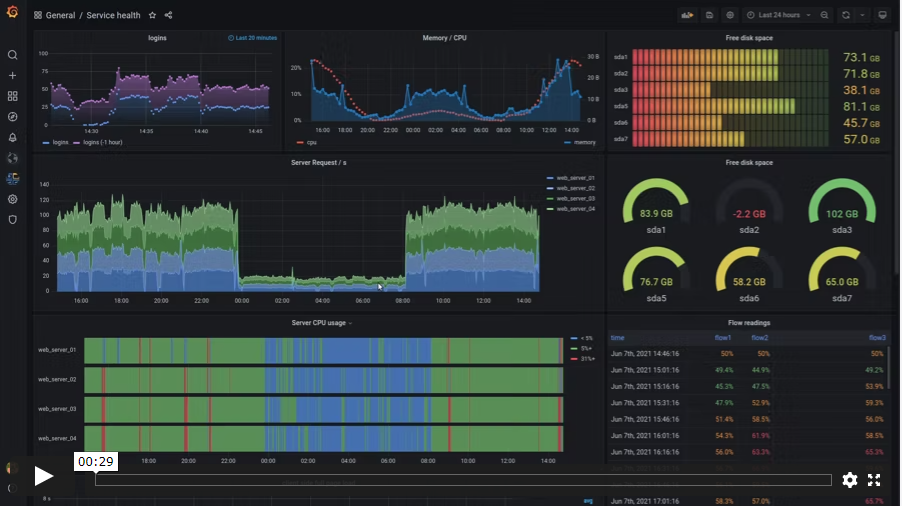 General / Service health
Last 24 hours
logins
Last 20 minutes
100
75
50
25
0
14:30 14:35 14:40 14:45
logins logins (-1 hour)
Memory / CPU
20%
10%
0%
30 B
20 B
10 B
0 B
16:00 18:00 20:00 22:00 00:00 02:00 04:00 06:00 08:00 10:00 12:00 14:00
cpu memory
Free disk space
sda1 73.1 GB
sda2 71.8 GB
sda3 38.1 GB
sda5 81.1 GB
sda6 45.7 GB
sda7 57.0 GB
Server Request / s
140
120
100
80
60
40
20
0
16:00 18:00 20:00 22:00 00:00 02:00 04:00 06:00 08:00 10:00 12:00 14:00
web_server_01
web_server_02
web_server_03
web_server_04
Free disk space
83.9 GB -2.2 GB 102 GB
sda1 sda2 sda3
76.7 GB 58.2 GB 65.0 GB
sda5 sda6 sda7
Server CPU usage
web_server_01
web_server_02
web_server_03
web_server_04
18:00 20:00 22:00 00:00 02:00 04:00 06:00 08:00 10:00 12:00 14:00
< 5%
5%+
31%+
Flow readings
time flow1 flow2 flow3
Jun 7th, 2021 14:46:16 50% 50% 50%
Jun 7th, 2021 15:01:16 49.4% 44.9% 49.2%
Jun 7th, 2021 15:16:16 45.3% 47.5% 53.9%
Jun 7th, 2021 15:31:16 47.9% 52.9% 59.3%
Jun 7th, 2021 15:46:16 51.4% 58.5% 56.0%
Jun 7th, 2021 16:01:16 54.3% 61.9% 58.5%
Jun 7th, 2021 16:16:16 56.0% 63.3% 65.3%
Jun 7th, 2021 17:01:16 58.3% 57.0% 65.7%
00:29
8 s
avg